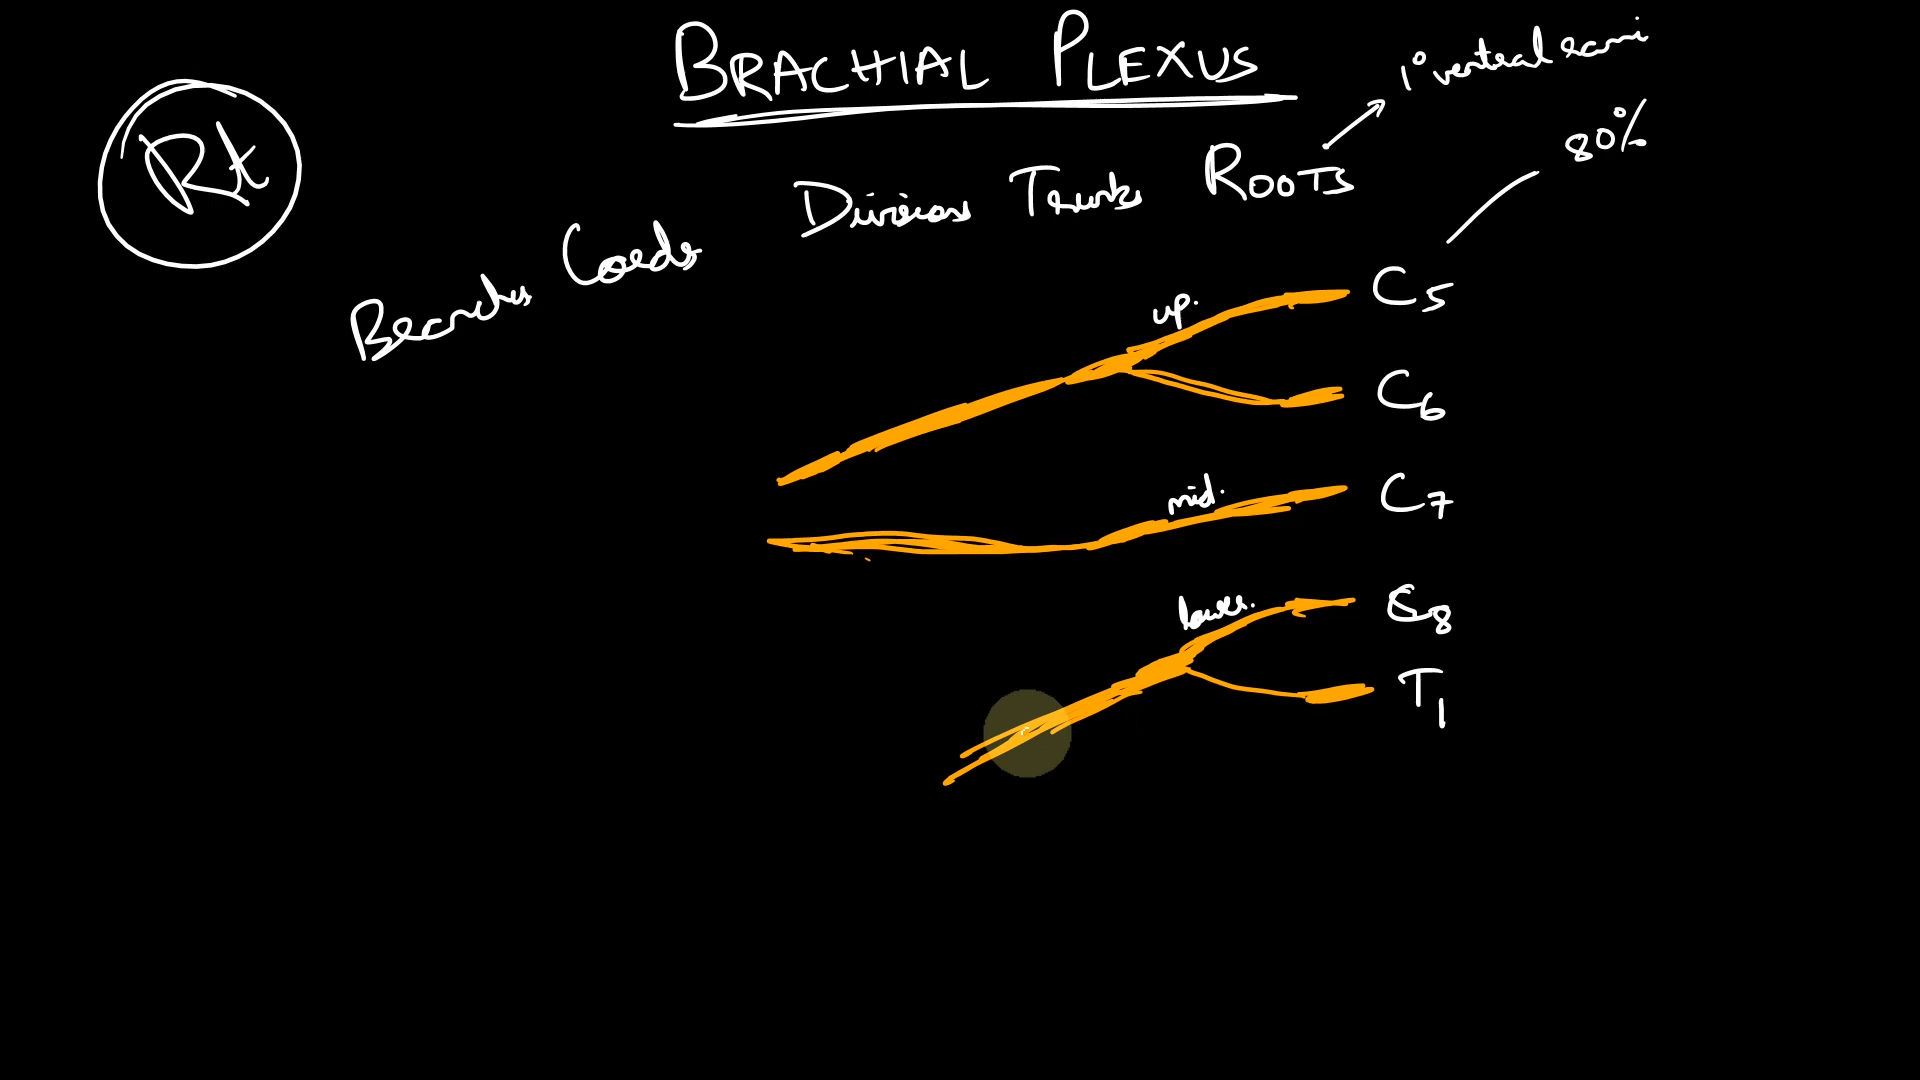 BRACHIAL PLEXUS
1° ventral rami
Rt
80%
Branches Cords Divisions Trunks ROOTS
up.
C5
C6
mid.
C7
lower.
C8
T1